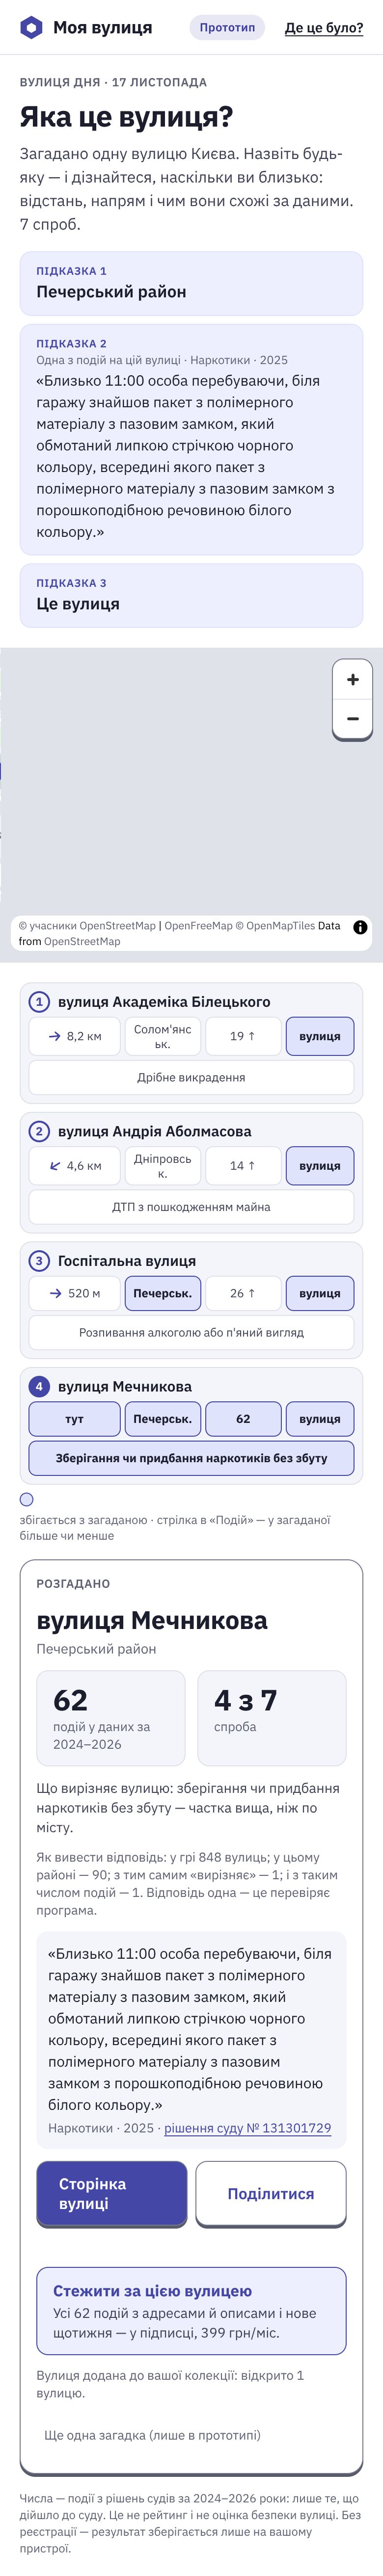 Моя вулиця
Прототип
Де це було?
ВУЛИЦЯ ДНЯ · 17 ЛИСТОПАДА
Яка це вулиця?
Загадано одну вулицю Києва. Назвіть будь-
яку — і дізнайтеся, наскільки ви близько:
відстань, напрям і чим вони схожі за даними.
7 спроб.
ПІДКАЗКА 1
Печерський район
ПІДКАЗКА 2
Одна з подій на цій вулиці · Наркотики · 2025
«Близько 11:00 особа перебуваючи, біля
гаражу знайшов пакет з полімерного
матеріалу з пазовим замком, який
обмотаний липкою стрічкою чорного
кольору, всередині якого пакет з
полімерного матеріалу з пазовим замком з
порошкоподібною речовиною білого
кольору.»
ПІДКАЗКА 3
Це вулиця
+
−
© учасники OpenStreetMap | OpenFreeMap © OpenMapTiles Data
from OpenStreetMap
1 вулиця Академіка Білецького
→ 8,2 км
Солом'янс
ьк.
19 ↑
вулиця
Дрібне викрадення
2 вулиця Андрія Аболмасова
↙ 4,6 км
Дніпровсь
к.
14 ↑
вулиця
ДТП з пошкодженням майна
3 Госпітальна вулиця
→ 520 м
Печерськ.
26 ↑
вулиця
Розпивання алкоголю або п'яний вигляд
4 вулиця Мечникова
тут
Печерськ.
62
вулиця
Зберігання чи придбання наркотиків без збуту
збігається з загаданою · стрілка в «Подій» — у загаданої
більше чи менше
РОЗГАДАНО
вулиця Мечникова
Печерський район
62
подій у даних за
2024–2026
4 з 7
спроба
Що вирізняє вулицю: зберігання чи придбання
наркотиків без збуту — частка вища, ніж по
місту.
Як вивести відповідь: у грі 848 вулиць; у цьому
районі — 90; з тим самим «вирізняє» — 1; і з таким
числом подій — 1. Відповідь одна — це перевіряє
програма.
«Близько 11:00 особа перебуваючи, біля
гаражу знайшов пакет з полімерного
матеріалу з пазовим замком, який
обмотаний липкою стрічкою чорного
кольору, всередині якого пакет з
полімерного матеріалу з пазовим
замком з порошкоподібною речовиною
білого кольору.»
Наркотики · 2025 · рішення суду № 131301729
Сторінка
вулиці
Поділитися
Стежити за цією вулицею
Усі 62 подій з адресами й описами і нове
щотижня — у підписці, 399 грн/міс.
Вулиця додана до вашої колекції: відкрито 1
вулицю.
Ще одна загадка (лише в прототипі)
Числа — події з рішень судів за 2024–2026 роки: лише те, що
дійшло до суду. Це не рейтинг і не оцінка безпеки вулиці. Без
реєстрації — результат зберігається лише на вашому
пристрої.